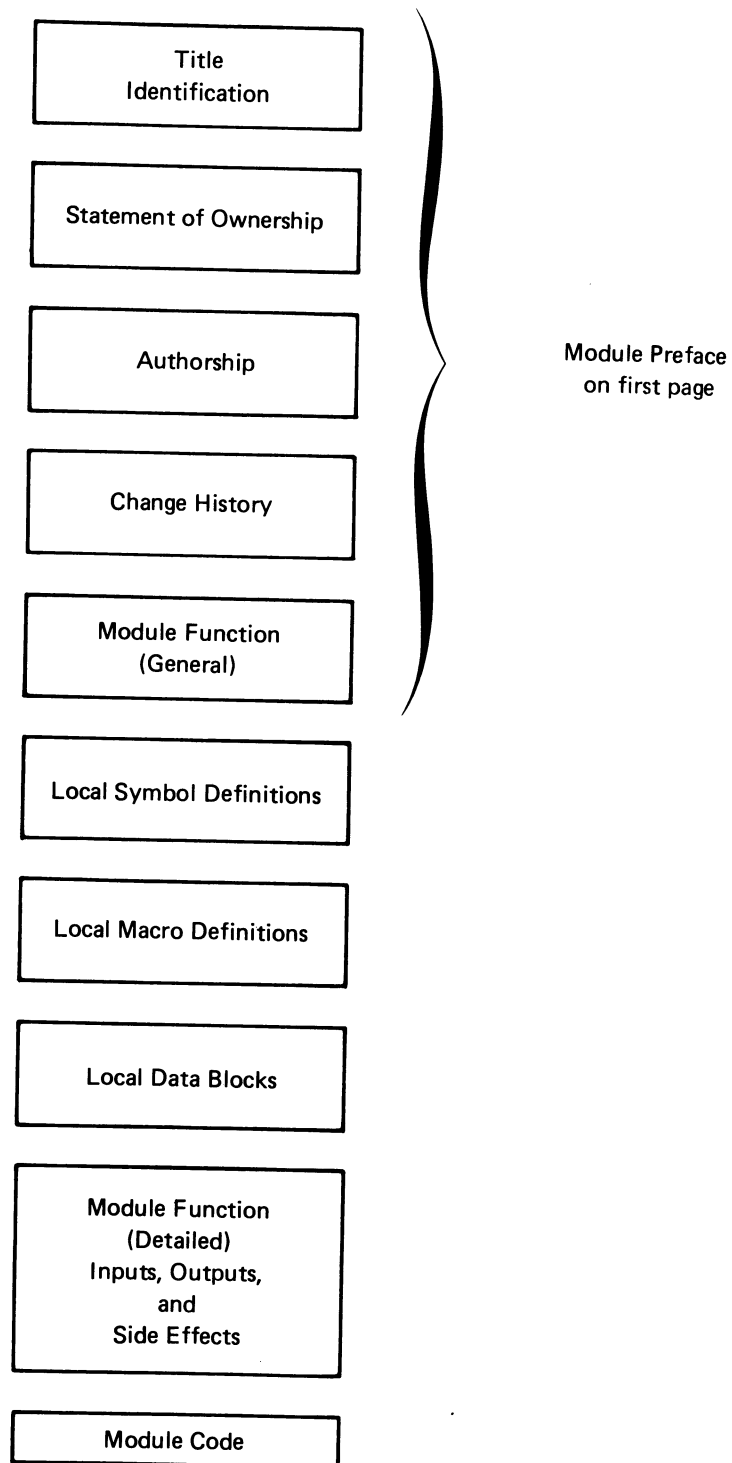 Title
Identification
Statement of Ownership
Authorship
Change History
Module Function
(General)
Module Preface
on first page
Local Symbol Definitions
Local Macro Definitions
Local Data Blocks
Module Function
(Detailed)
Inputs, Outputs,
and
Side Effects
Module Code